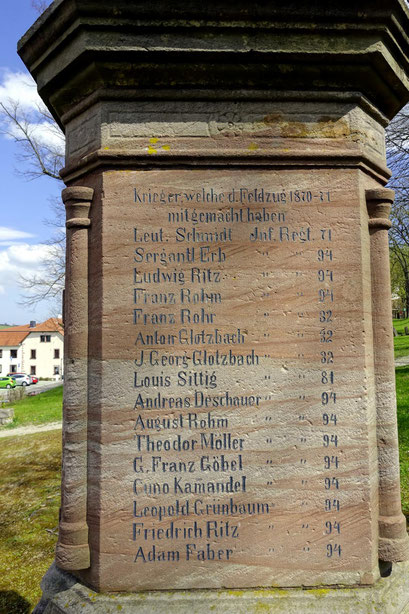 Krieger, welche d. Feldzug 1870-71
mitgemacht haben
Leut. Schmidt Inf. Regt. 71
Sergantl Erb " " 94
Ludwig Ritz " " 94
Franz Rohm " " 94
Franz Rohr " " 32
Anton Glotzbach " " 32
J. Georg Glotzbach " " 32
Louis Sittig " " 81
Andreas Deschauer " " 94
August Rohm " " 94
Theodor Möller " " 94
G. Franz Göbel " " 94
Cuno Kamandel " " 94
Leopold Grünbaum " " 94
Friedrich Ritz " " 94
Adam Faber " " 94